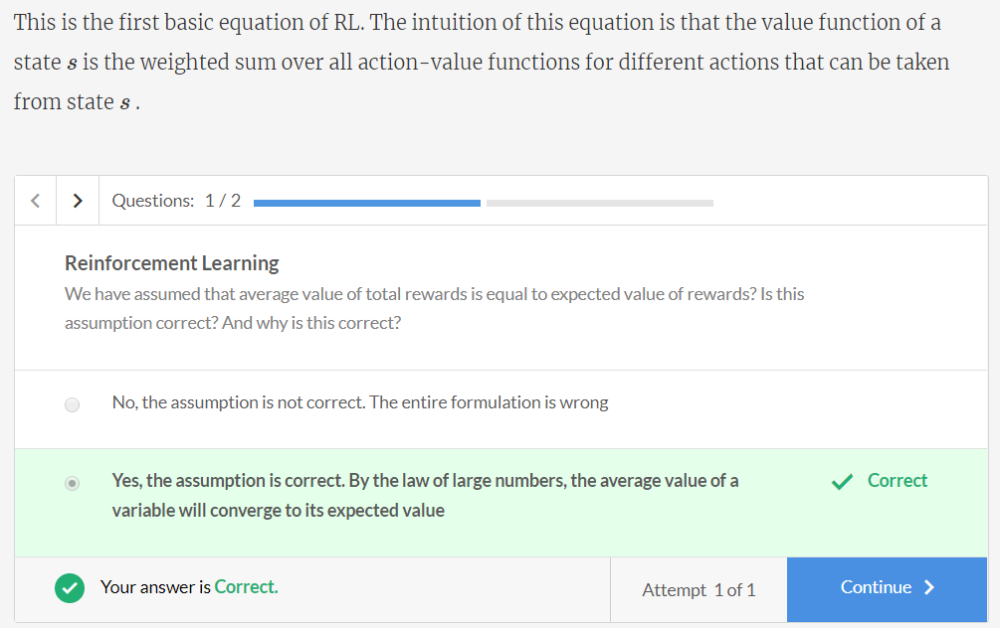 This is the first basic equation of RL. The intuition of this equation is that the value function of a
state s is the weighted sum over all action-value functions for different actions that can be taken
from state s .
Questions: 1 / 2
Reinforcement Learning
We have assumed that average value of total rewards is equal to expected value of rewards? Is this
assumption correct? And why is this correct?
No, the assumption is not correct. The entire formulation is wrong
Yes, the assumption is correct. By the law of large numbers, the average value of a
variable will converge to its expected value
Correct
Your answer is Correct.
Attempt 1 of 1
Continue